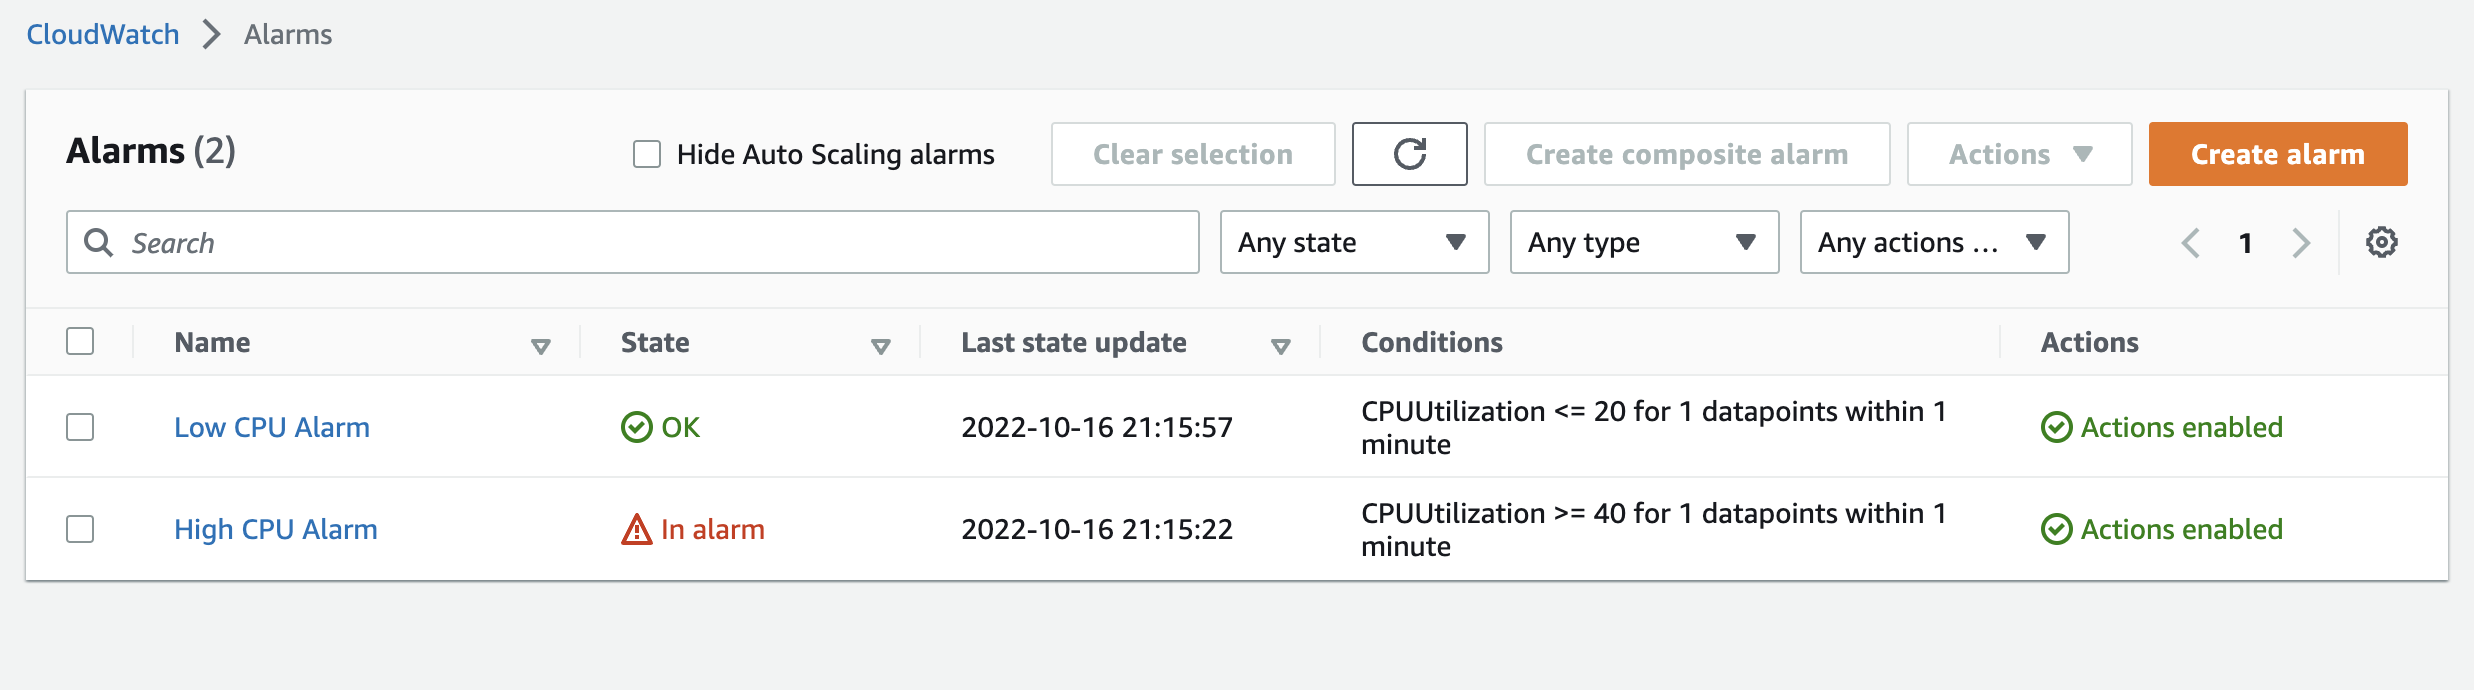 CloudWatch Alarms
Alarms (2)
Hide Auto Scaling alarms
Clear selection
Create composite alarm
Actions
Create alarm
Search
Any state
Any type
Any actions ...
1
Name State Last state update Conditions Actions
Low CPU Alarm OK 2022-10-16 21:15:57 CPUUtilization <= 20 for 1 datapoints within 1
minute
Actions enabled
High CPU Alarm In alarm 2022-10-16 21:15:22 CPUUtilization >= 40 for 1 datapoints within 1
minute
Actions enabled